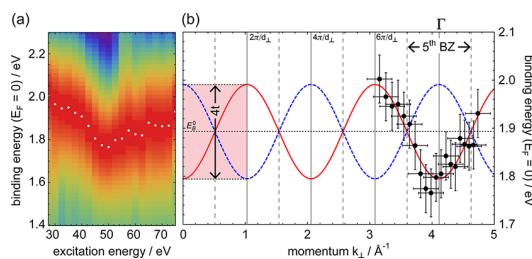 (a)
binding energy (E_F = 0) / eV
2.2
2.0
1.8
1.6
1.4
30 40 50 60 70
excitation energy / eV
(b)
Γ
2π/d⊥ 4π/d⊥ 6π/d⊥
5th BZ
4t
E_B^0
2.0
1.9
1.8
1.7
binding energy (E_F = 0) / eV
0 1 2 3 4 5
momentum k⊥ / Å⁻¹